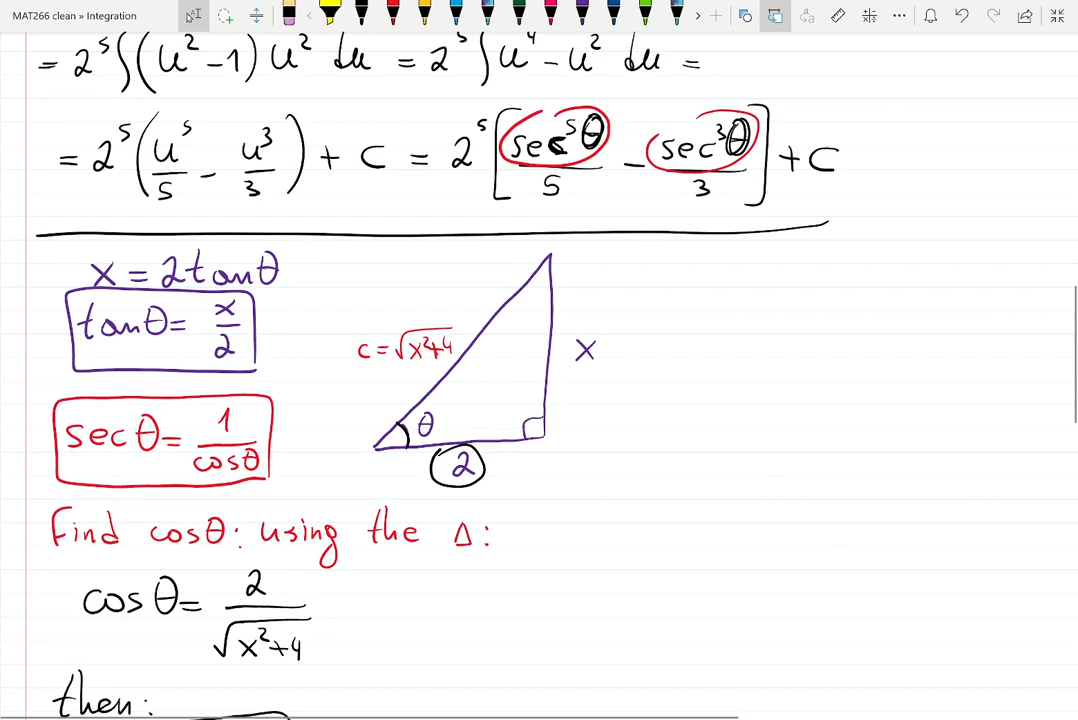 MAT266 clean » Integration
= 2⁵∫(u²-1)u² du = 2⁵∫u⁴-u² du =
= 2⁵(u⁵/5 - u³/3) + c = 2⁵[sec⁵θ/5 - sec³θ/3] + c
x = 2tanθ
tanθ = x/2
c = √x²+4
x
secθ = 1/cosθ
θ
2
Find cosθ: using the Δ:
cosθ = 2/√x²+4
then: